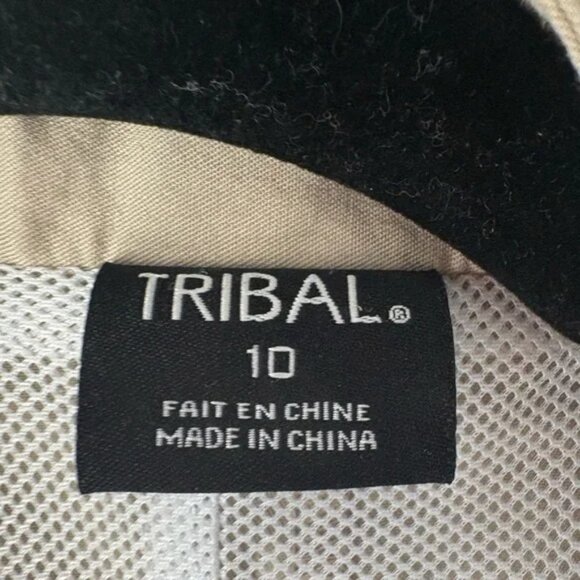 TRIBAL.®
10
FAIT EN CHINE
MADE IN CHINA